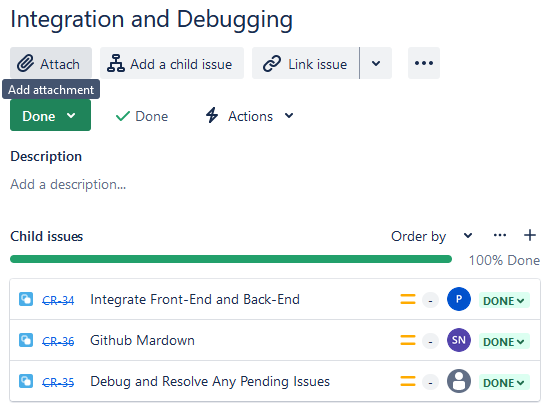 Integration and Debugging
Attach Add a child issue Link issue
Add attachment
Done Done Actions
Description
Add a description...
Child issues Order by
100% Done
CR-34 Integrate Front-End and Back-End - P DONE
CR-36 Github Mardown - SN DONE
CR-35 Debug and Resolve Any Pending Issues - DONE